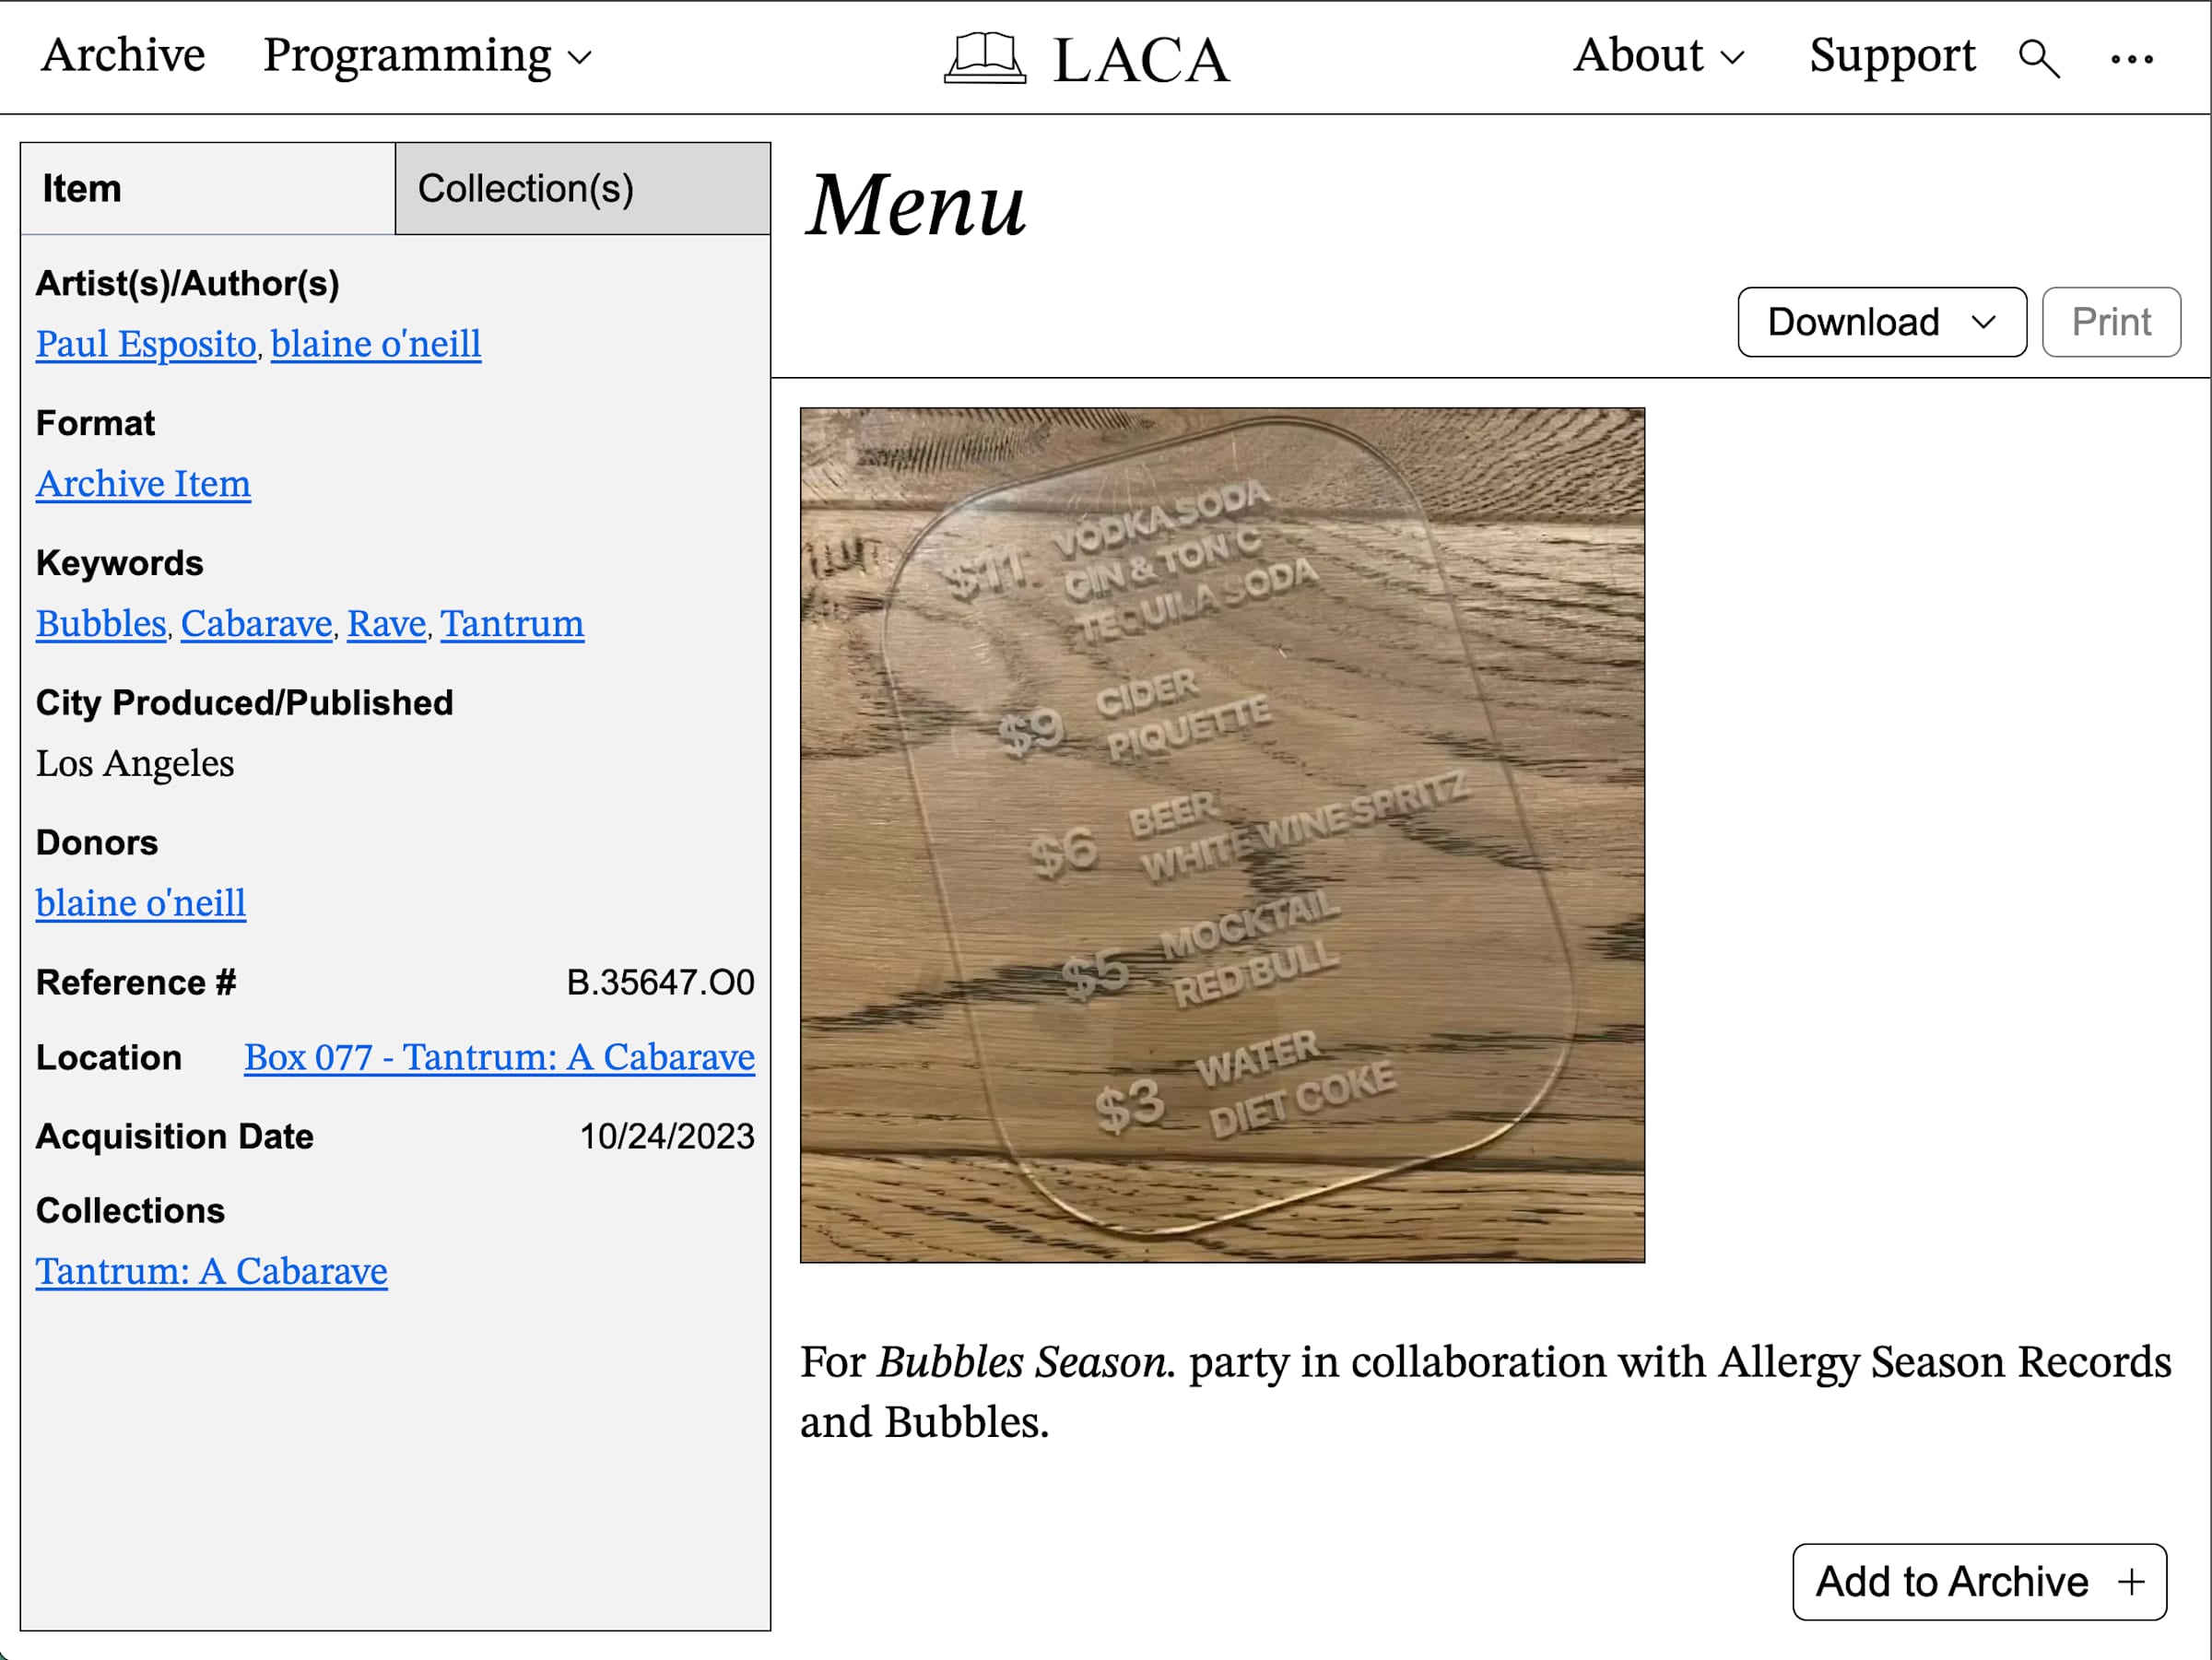 Archive Programming LACA About Support
Item Collection(s)
Artist(s)/Author(s)
Paul Esposito, blaine o'neill
Format
Archive Item
Keywords
Bubbles, Cabarave, Rave, Tantrum
City Produced/Published
Los Angeles
Donors
blaine o'neill
Reference # B.35647.O0
Location Box 077 - Tantrum: A Cabarave
Acquisition Date 10/24/2023
Collections
Tantrum: A Cabarave
Menu
Download Print
$11 VODKA SODA
GIN & TONIC
TEQUILA SODA
$9 CIDER
PIQUETTE
$6 BEER
WHITE WINE SPRITZ
$5 MOCKTAIL
RED BULL
$3 WATER
DIET COKE
For Bubbles Season. party in collaboration with Allergy Season Records
and Bubbles.
Add to Archive +